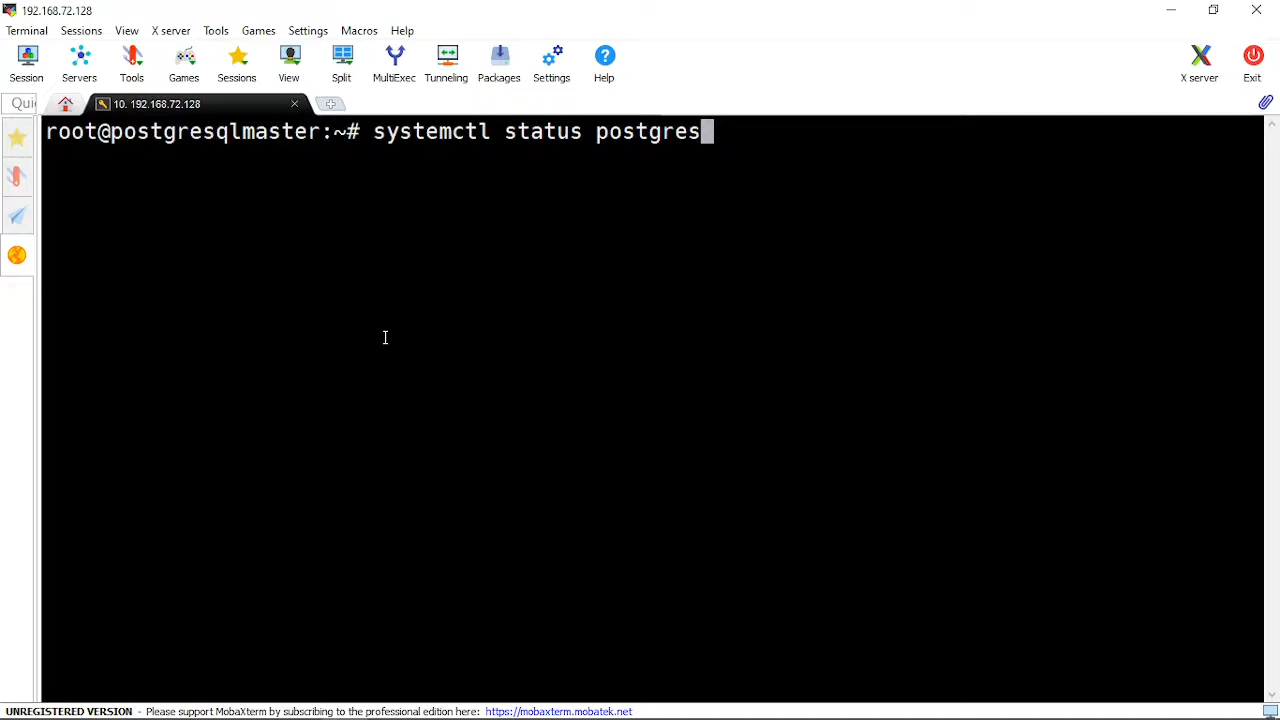 192.168.72.128
Terminal Sessions View X server Tools Games Settings Macros Help
Session Servers Tools Games Sessions View Split MultiExec Tunneling Packages Settings Help X server Exit
Qui 10. 192.168.72.128
root@postgresqlmaster:~# systemctl status postgres
UNREGISTERED VERSION - Please support MobaXterm by subscribing to the professional edition here: https://mobaxterm.mobatek.net